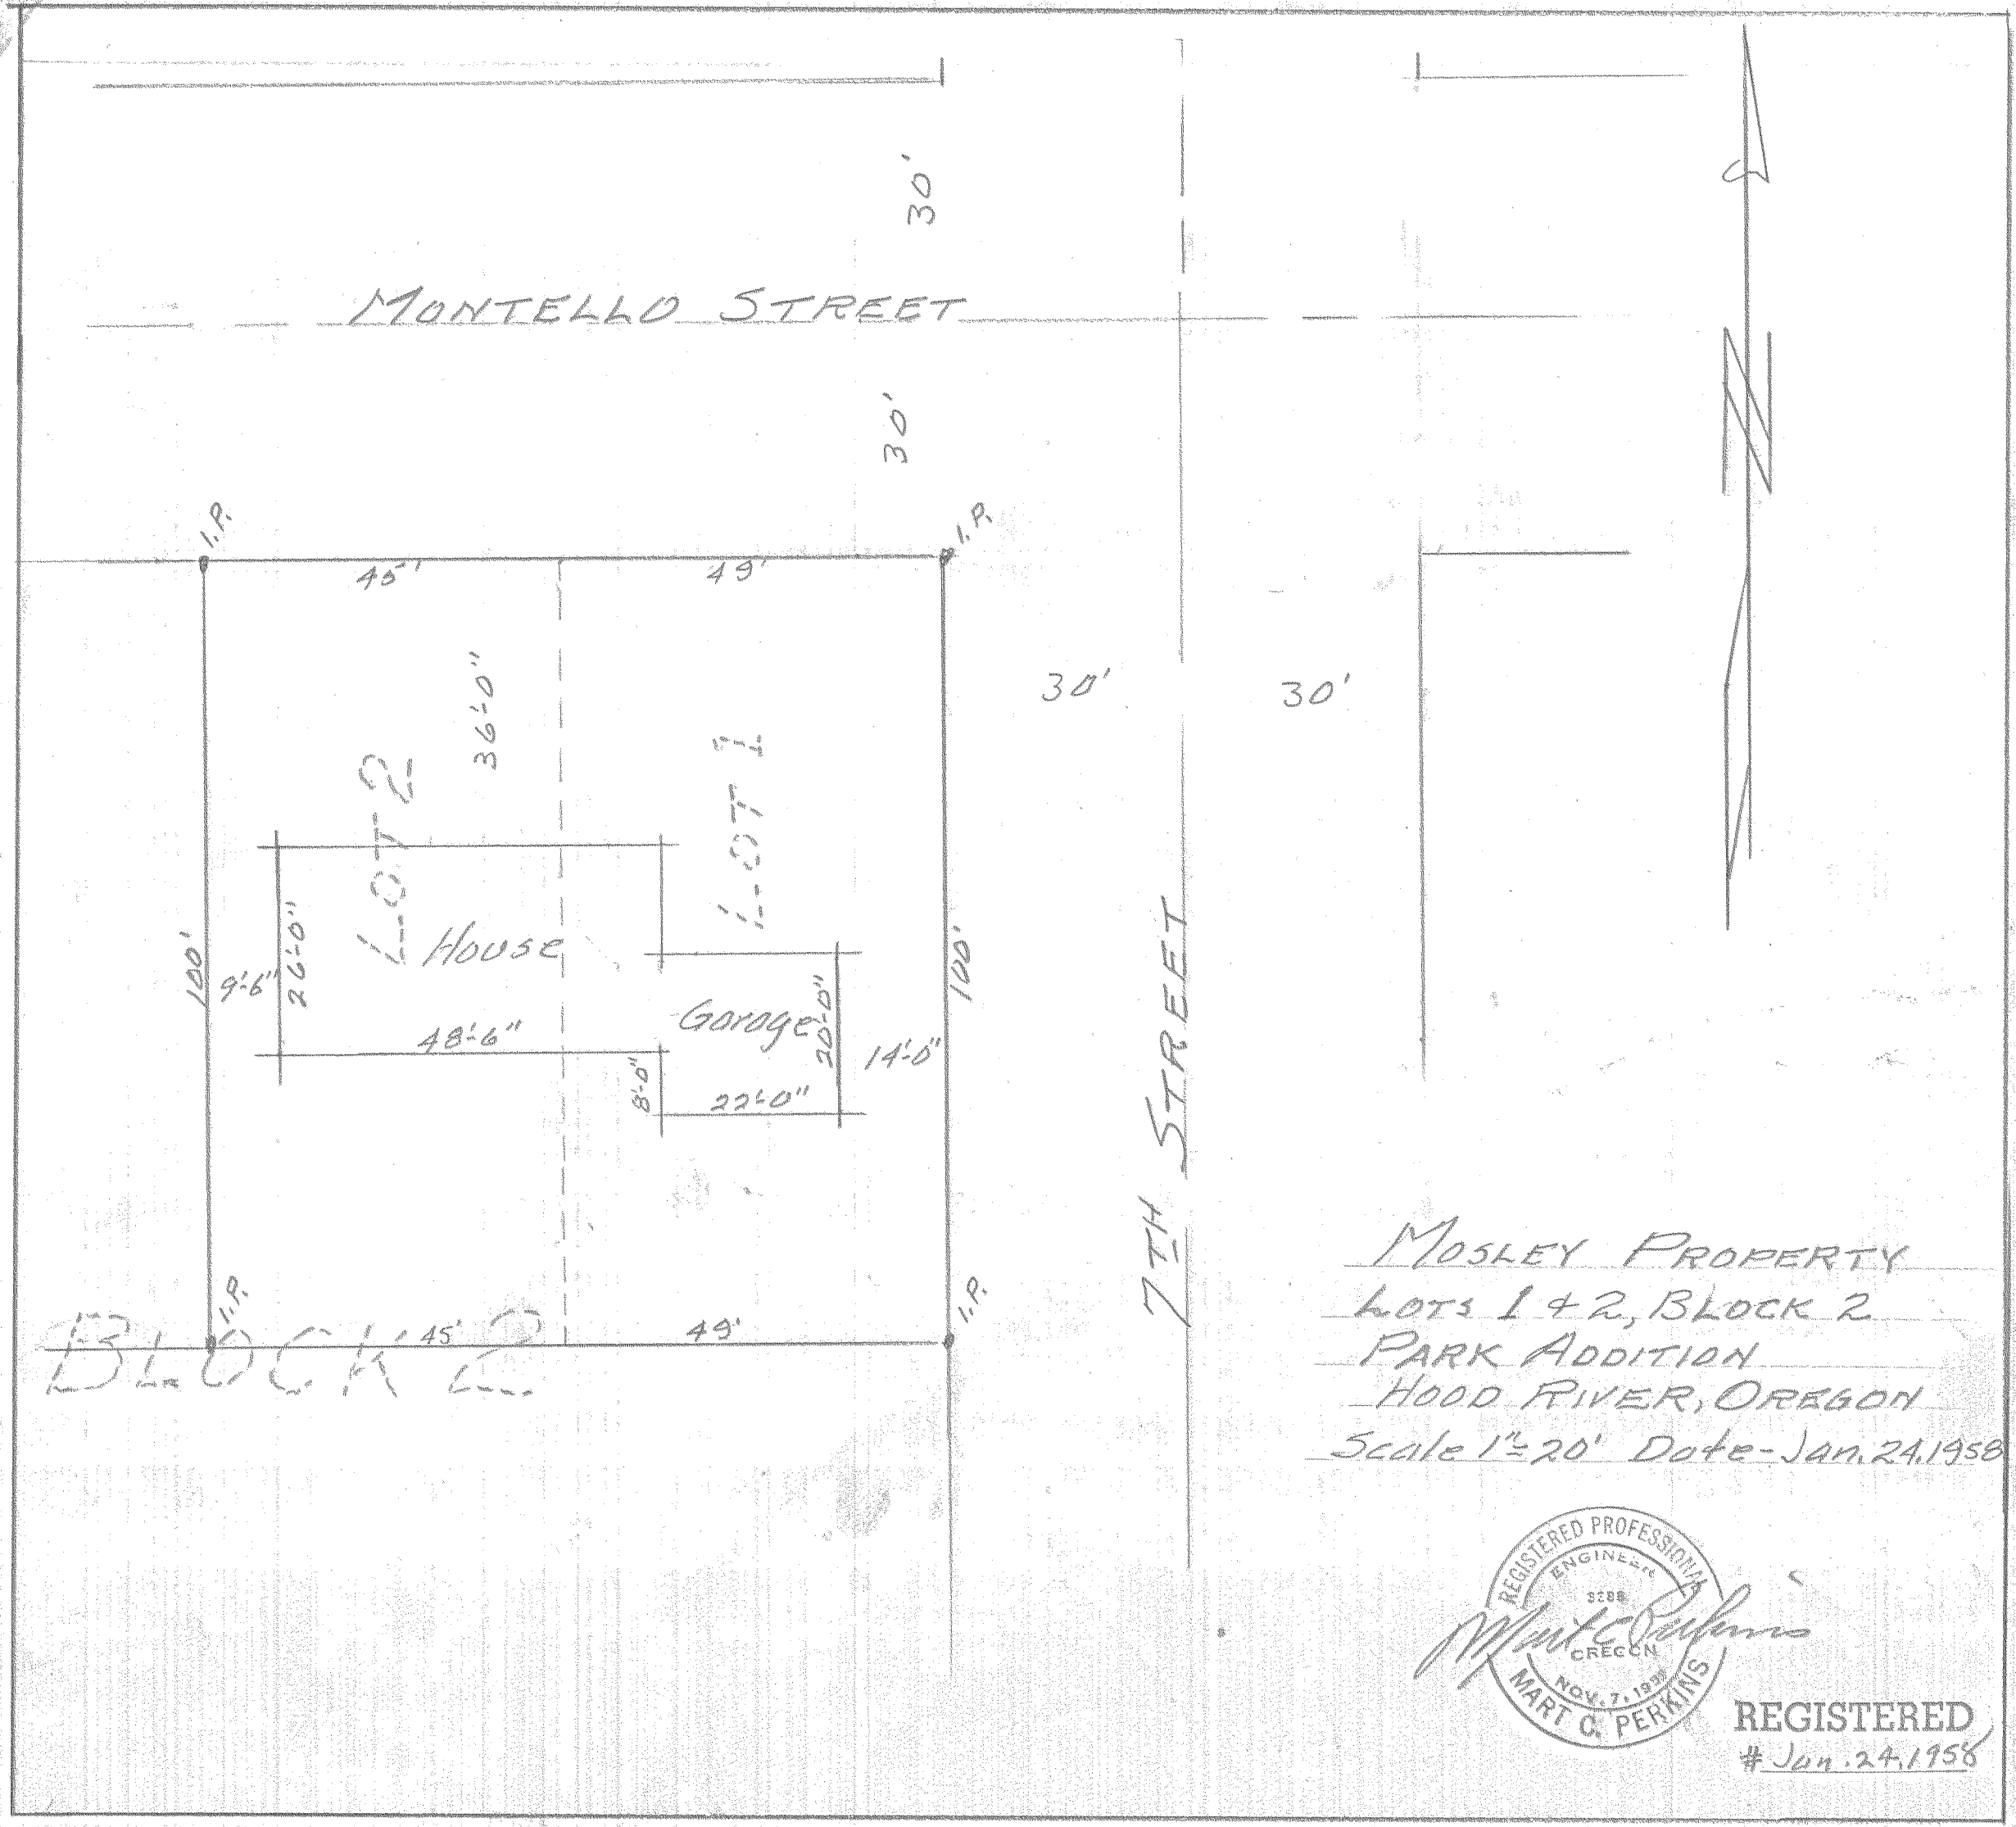 30'
MONTELLO STREET
30'
N
I.P.
I.P.
45'
49'
36'-0"
30'
30'
LOT 2
LOT 1
House
100'
9'-6"
26'-0"
48'-6"
Garage
20'-0"
14'-0"
100'
8'-0"
22'-0"
7TH STREET
I.P.
I.P.
45'
49'
BLOCK 2
MOSLEY PROPERTY
LOTS 1 & 2, BLOCK 2
PARK ADDITION
HOOD RIVER, OREGON
Scale 1"=20' Date-Jan. 24, 1958
REGISTERED PROFESSIONAL
ENGINEER
OREGON
NOV. 7, 
MART C. PERKINS
Mart C Perkins
REGISTERED
# Jan. 24, 1958